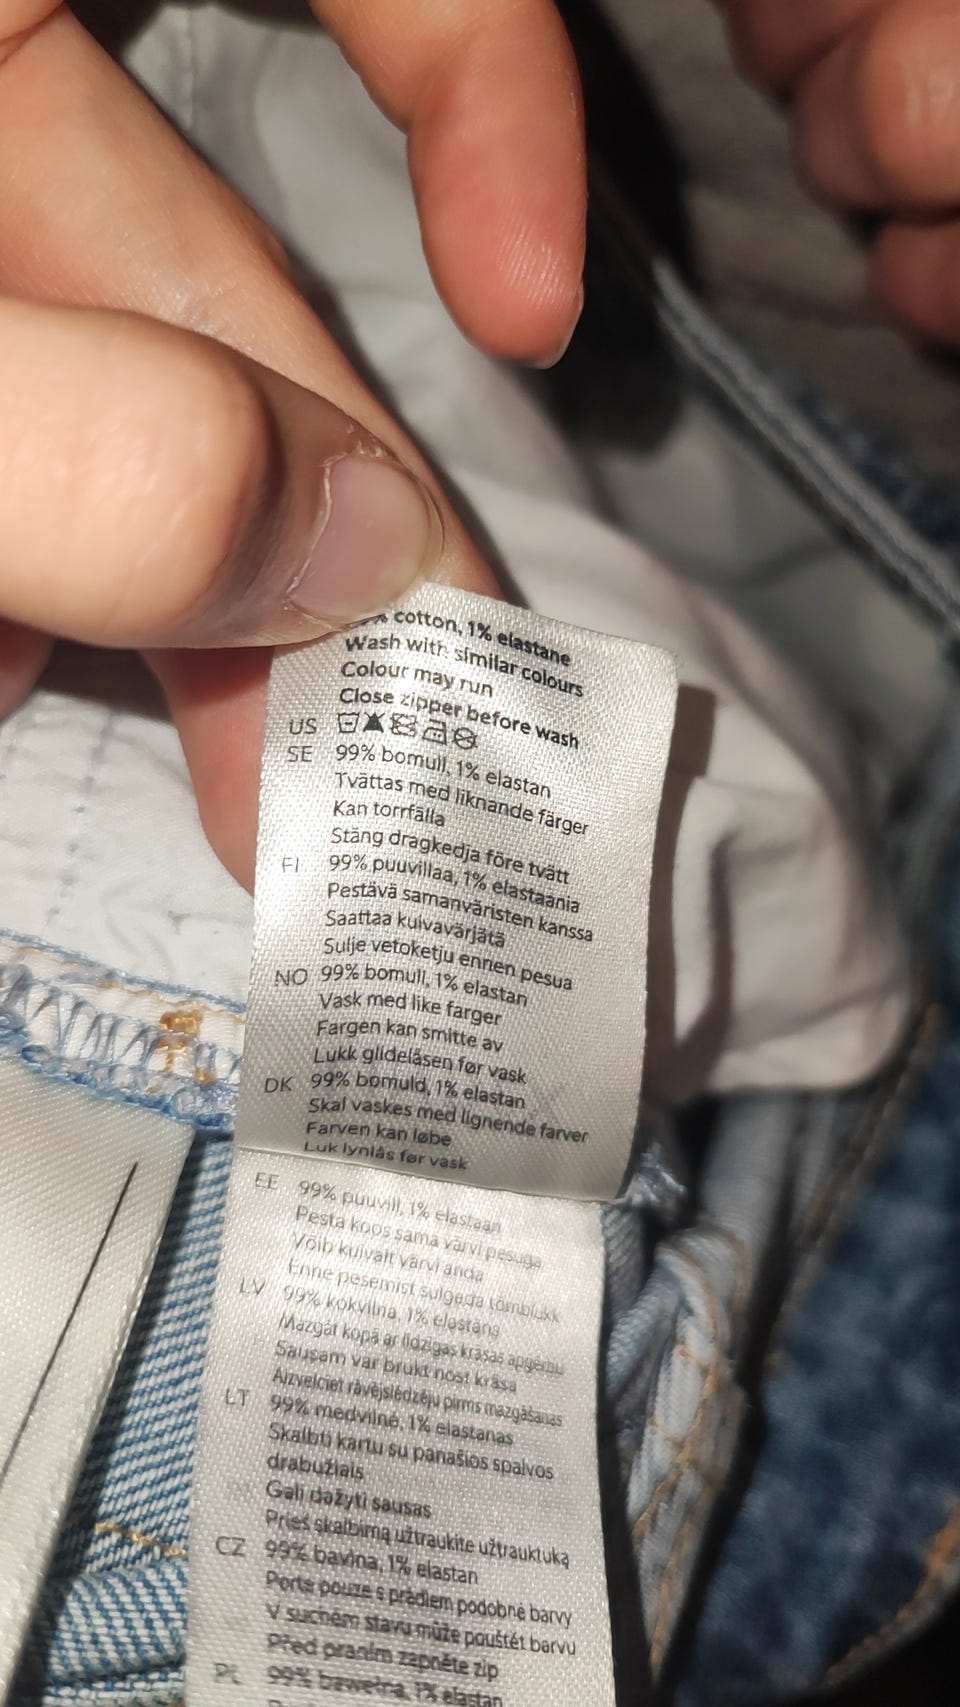 % cotton, 1% elastane
Wash with similar colours
Colour may run
Close zipper before wash
US
SE 99% bomull, 1% elastan
Tvättas med liknande färger
Kan torrfälla
Stäng dragkedja före tvätt
FI 99% puuvillaa, 1% elastaania
Pestävä samanväristen kanssa
Saattaa kuivavärjätä
Sulje vetoketju ennen pesua
NO 99% bomull, 1% elastan
Vask med like farger
Fargen kan smitte av
Lukk glidelåsen før vask
DK 99% bomuld, 1% elastan
Skal vaskes med lignende farver
Farven kan løbe
Luk lynlås før vask
EE 99% puuvill, 1% elastaan
Pesta koos sama värvi pesuga
Võib kuivalt värvi anda
Enne pesemist sulgeda tõmblukk
LV 99% kokvilna, 1% elastāns
Mazgāt kopā ar līdzīgas krāsas apģērbu
Sausam var brukt nost krāsa
Aizvelciet rāvējslēdzēju pirms mazgāšanas
LT 99% medvilnė, 1% elastanas
Skalbti kartu su panašios spalvos
drabužiais
Gali dažyti sausas
Prieš skalbimą užtraukite užtrauktuką
CZ 99% bavlna, 1% elastan
Perte pouze s prádlem podobné barvy
V suchém stavu může pouštět barvu
Před praním zapněte zip
PL 99% bawełna, 1% elastan